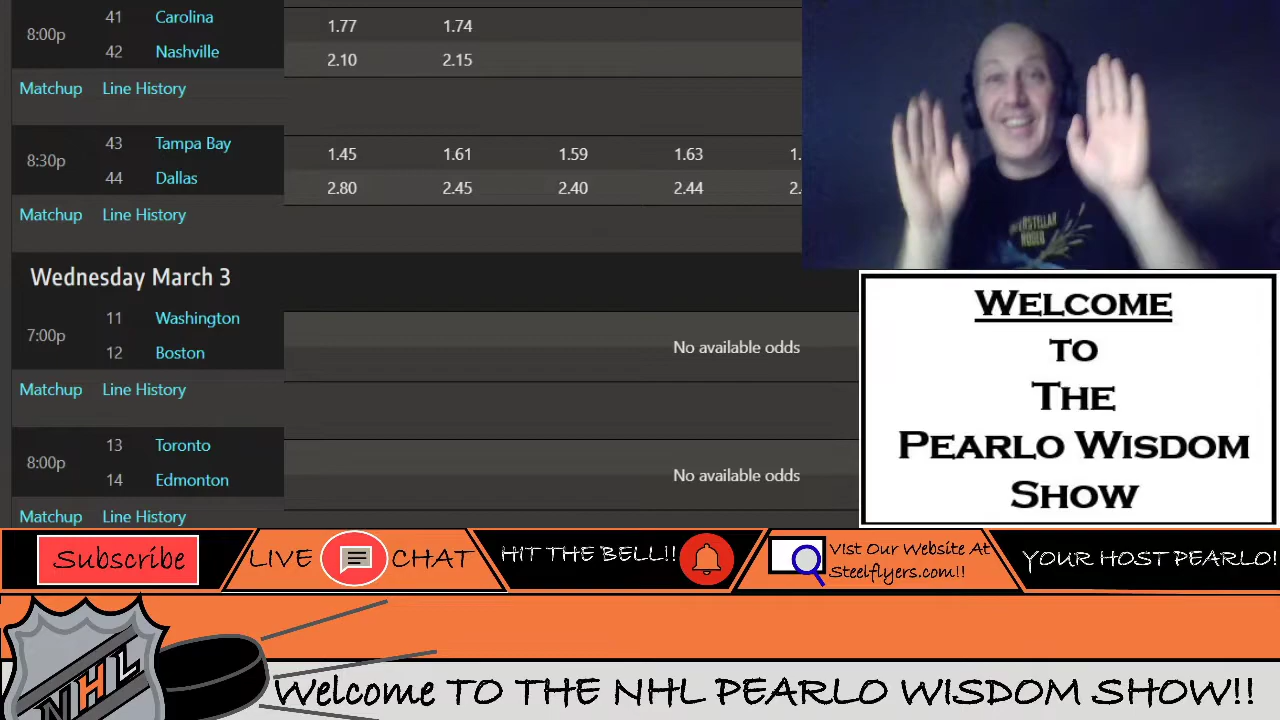 8:00p
41 Carolina 1.77 1.74
42 Nashville 2.10 2.15
Matchup Line History
8:30p
43 Tampa Bay 1.45 1.61 1.59 1.63 1.
44 Dallas 2.80 2.45 2.40 2.44 2.
Matchup Line History
Wednesday March 3
7:00p
11 Washington
12 Boston
No available odds
Matchup Line History
8:00p
13 Toronto
14 Edmonton
No available odds
Matchup Line History
WELCOME
TO
THE
PEARLO WISDOM
SHOW
Subscribe
LIVE CHAT
HIT THE BELL!!
VIst Our WebsIte At
Steelflyers.com!!
YOUR HOST PEARLO!
NHL
Welcome TO THE NHL PEARLO WISDOM SHOW!!